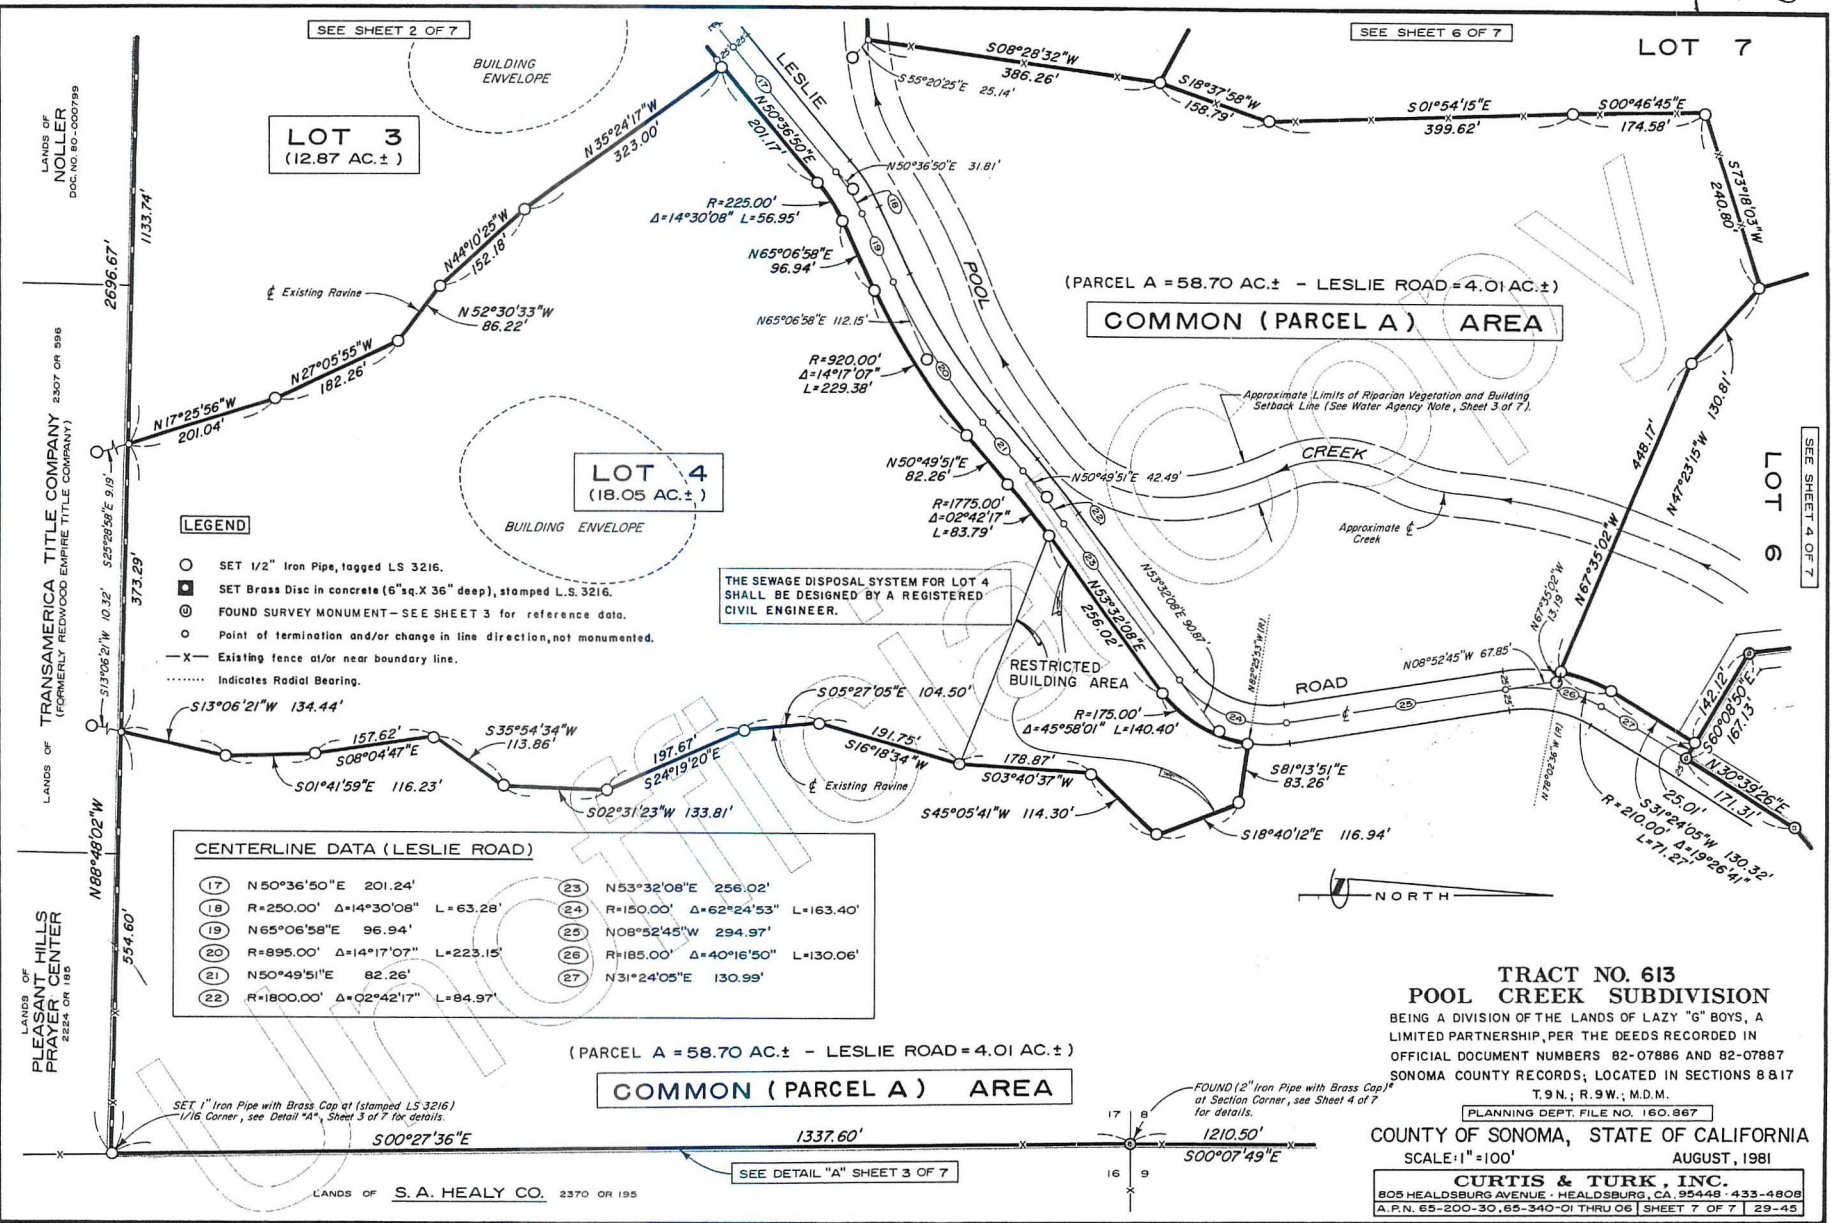 SEE SHEET 2 OF 7
BUILDING
ENVELOPE
LOT 3
(12.87 AC.±)
LANDS OF
NOLLER
DOC. NO. 80-000799
1133.74'
2696.67'
N35°24'17"W
323.00'
N44°10'25"W
152.18'
℄ Existing Ravine
N52°30'33"W
86.22'
N27°05'55"W
182.26'
N17°25'56"W
201.04'
LANDS OF TRANSAMERICA TITLE COMPANY 2307 OR 596
(FORMERLY REDWOOD EMPIRE TITLE COMPANY)
S25°28'58"E 9.19'
373.29'
S13°06'21"W 10.32'
N88°48'02"W
554.60'
LANDS OF
PLEASANT HILLS
PRAYER CENTER
2224 OR 185
25' 25'
LESLIE
17
N50°36'50"E
201.17'
N50°36'50"E 31.81'
R=225.00'
Δ=14°30'08" L=56.95'
18
19
N65°06'58"E
96.94'
N65°06'58"E 112.15'
R=920.00'
Δ=14°17'07"
L=229.38'
20
21
N50°49'51"E
82.26'
N50°49'51"E 42.49'
22
R=1775.00'
Δ=02°42'17"
L=83.79'
23
N53°32'08"E
256.02'
N53°32'08"E 90.87'
SEE SHEET 6 OF 7
LOT 7
S08°28'32"W
386.26'
S55°20'25"E 25.14'
S18°37'58"W
158.79'
S01°54'15"E
399.62'
S00°46'45"E
174.58'
S73°18'03"W
240.80'
POOL
(PARCEL A = 58.70 AC.± - LESLIE ROAD = 4.01 AC.±)
COMMON (PARCEL A) AREA
Approximate Limits of Riparian Vegetation and Building
Setback Line (See Water Agency Note, Sheet 3 of 7).
CREEK
Approximate ℄
Creek
448.17'
N47°23'15"W 130.81'
N67°35'02"W
LOT 6
SEE SHEET 4 OF 7
LOT 4
(18.05 AC.±)
BUILDING ENVELOPE
LEGEND
SET 1/2" Iron Pipe, tagged LS 3216.
SET Brass Disc in concrete (6"sq. X 36" deep), stamped L.S. 3216.
FOUND SURVEY MONUMENT - SEE SHEET 3 for reference data.
Point of termination and/or change in line direction, not monumented.
—X— Existing fence at/or near boundary line.
........ Indicates Radial Bearing.
THE SEWAGE DISPOSAL SYSTEM FOR LOT 4
SHALL BE DESIGNED BY A REGISTERED
CIVIL ENGINEER.
RESTRICTED
BUILDING AREA
S13°06'21"W 134.44'
S01°41'59"E 116.23'
157.62'
S08°04'47"E
S35°54'34"W
113.86'
S02°31'23"W 133.81'
197.67'
S24°19'20"E
S05°27'05"E 104.50'
℄ Existing Ravine
191.75'
S16°18'34"W
178.87'
S03°40'37"W
S45°05'41"W 114.30'
S18°40'12"E 116.94'
S81°13'51"E
83.26'
R=175.00'
Δ=45°58'01" L=140.40'
N82°25'53"W (R)
24
ROAD
℄
25
N08°52'45"W 67.85'
25' 25'
N67°35'02"W
13.19'
26
27
N78°02'36"W (R)
142.12'
S60°08'50"E
167.13'
25'
N30°39'26"E
171.31'
25.01'
S31°24'05"W 130.32'
R=210.00' Δ=19°26'41"
L=71.27'
NORTH
CENTERLINE DATA (LESLIE ROAD)
17 N50°36'50"E 201.24'
18 R=250.00' Δ=14°30'08" L=63.28'
19 N65°06'58"E 96.94'
20 R=895.00' Δ=14°17'07" L=223.15'
21 N50°49'51"E 82.26'
22 R=1800.00' Δ=02°42'17" L=84.97'
23 N53°32'08"E 256.02'
24 R=150.00' Δ=62°24'53" L=163.40'
25 N08°52'45"W 294.97'
26 R=185.00' Δ=40°16'50" L=130.06'
27 N31°24'05"E 130.99'
(PARCEL A = 58.70 AC.± - LESLIE ROAD = 4.01 AC.±)
COMMON (PARCEL A) AREA
SET 1" Iron Pipe with Brass Cap at (stamped LS 3216)
1/16 Corner, see Detail "A", Sheet 3 of 7 for details.
S00°27'36"E
1337.60'
SEE DETAIL "A" SHEET 3 OF 7
LANDS OF S. A. HEALY CO. 2370 OR 195
FOUND (2" Iron Pipe with Brass Cap)
at Section Corner, see Sheet 4 of 7
for details.
17 8
16 9
1210.50'
S00°07'49"E
TRACT NO. 613
POOL CREEK SUBDIVISION
BEING A DIVISION OF THE LANDS OF LAZY "G" BOYS, A
LIMITED PARTNERSHIP, PER THE DEEDS RECORDED IN
OFFICIAL DOCUMENT NUMBERS 82-07886 AND 82-07887
SONOMA COUNTY RECORDS; LOCATED IN SECTIONS 8 & 17
T. 9 N.; R. 9 W.; M.D.M.
PLANNING DEPT. FILE NO. 160.867
COUNTY OF SONOMA, STATE OF CALIFORNIA
SCALE: 1" = 100' AUGUST, 1981
CURTIS & TURK, INC.
805 HEALDSBURG AVENUE · HEALDSBURG, CA. 95448 · 433-4808
A.P.N. 65-200-30, 65-340-01 THRU 06 SHEET 7 OF 7 29-45
Unofficial Copy